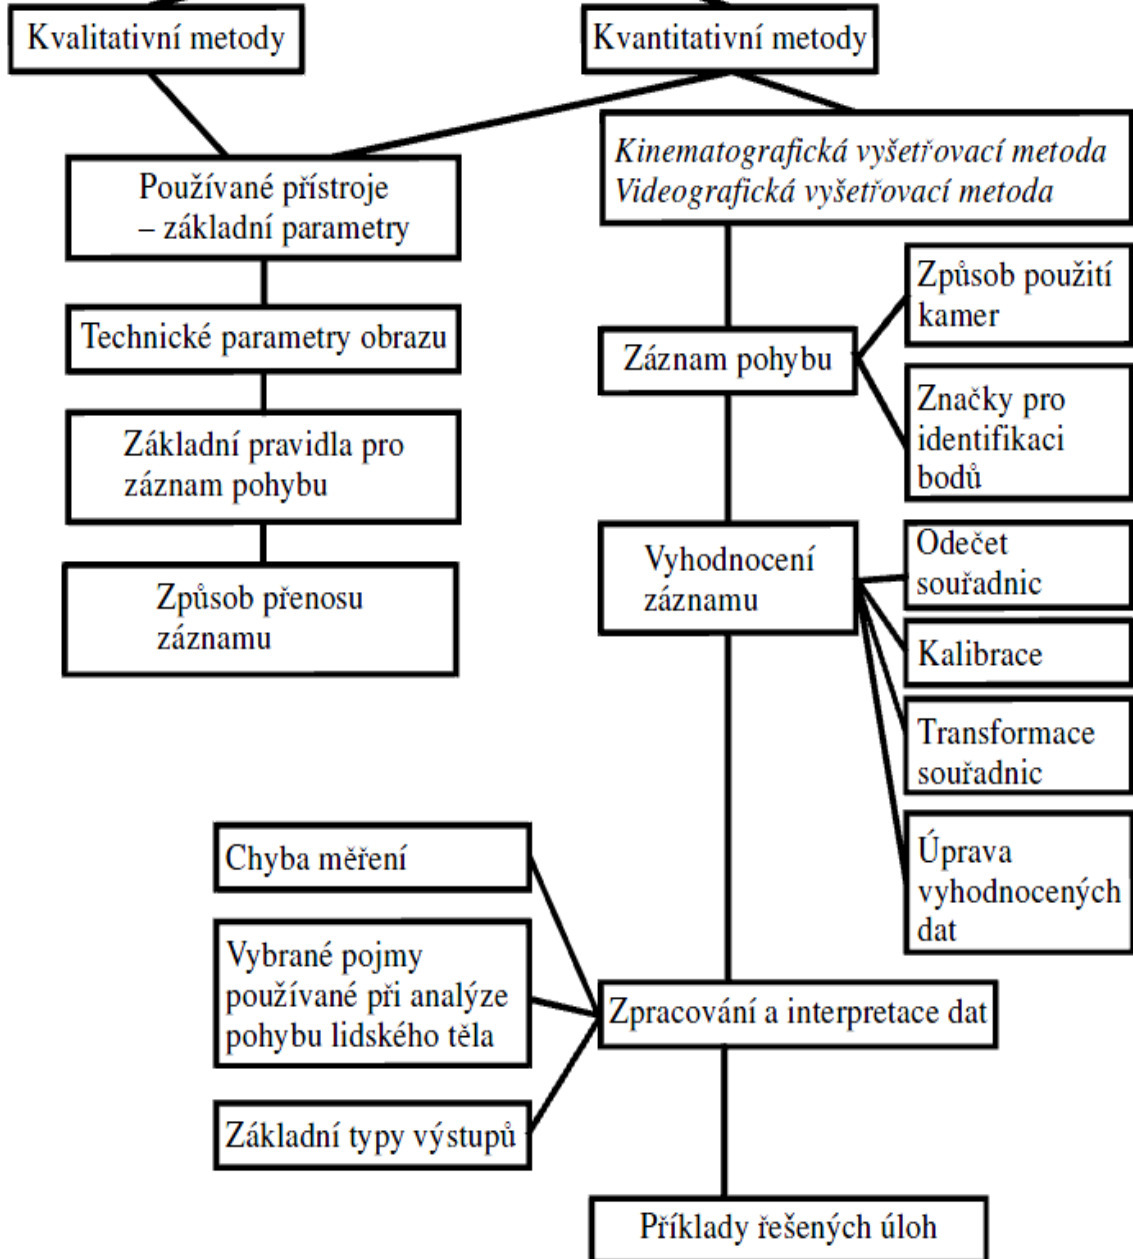 Kvalitativní metody
Kvantitativní metody
Kinematografická vyšetřovací metoda
Videografická vyšetřovací metoda
Používané přístroje
– základní parametry
Technické parametry obrazu
Základní pravidla pro
záznam pohybu
Způsob přenosu
záznamu
Záznam pohybu
Způsob použití
kamer
Značky pro
identifikaci
bodů
Vyhodnocení
záznamu
Odečet
souřadnic
Kalibrace
Transformace
souřadnic
Úprava
vyhodnocených
dat
Chyba měření
Vybrané pojmy
používané při analýze
pohybu lidského těla
Základní typy výstupů
Zpracování a interpretace dat
Příklady řešených úloh